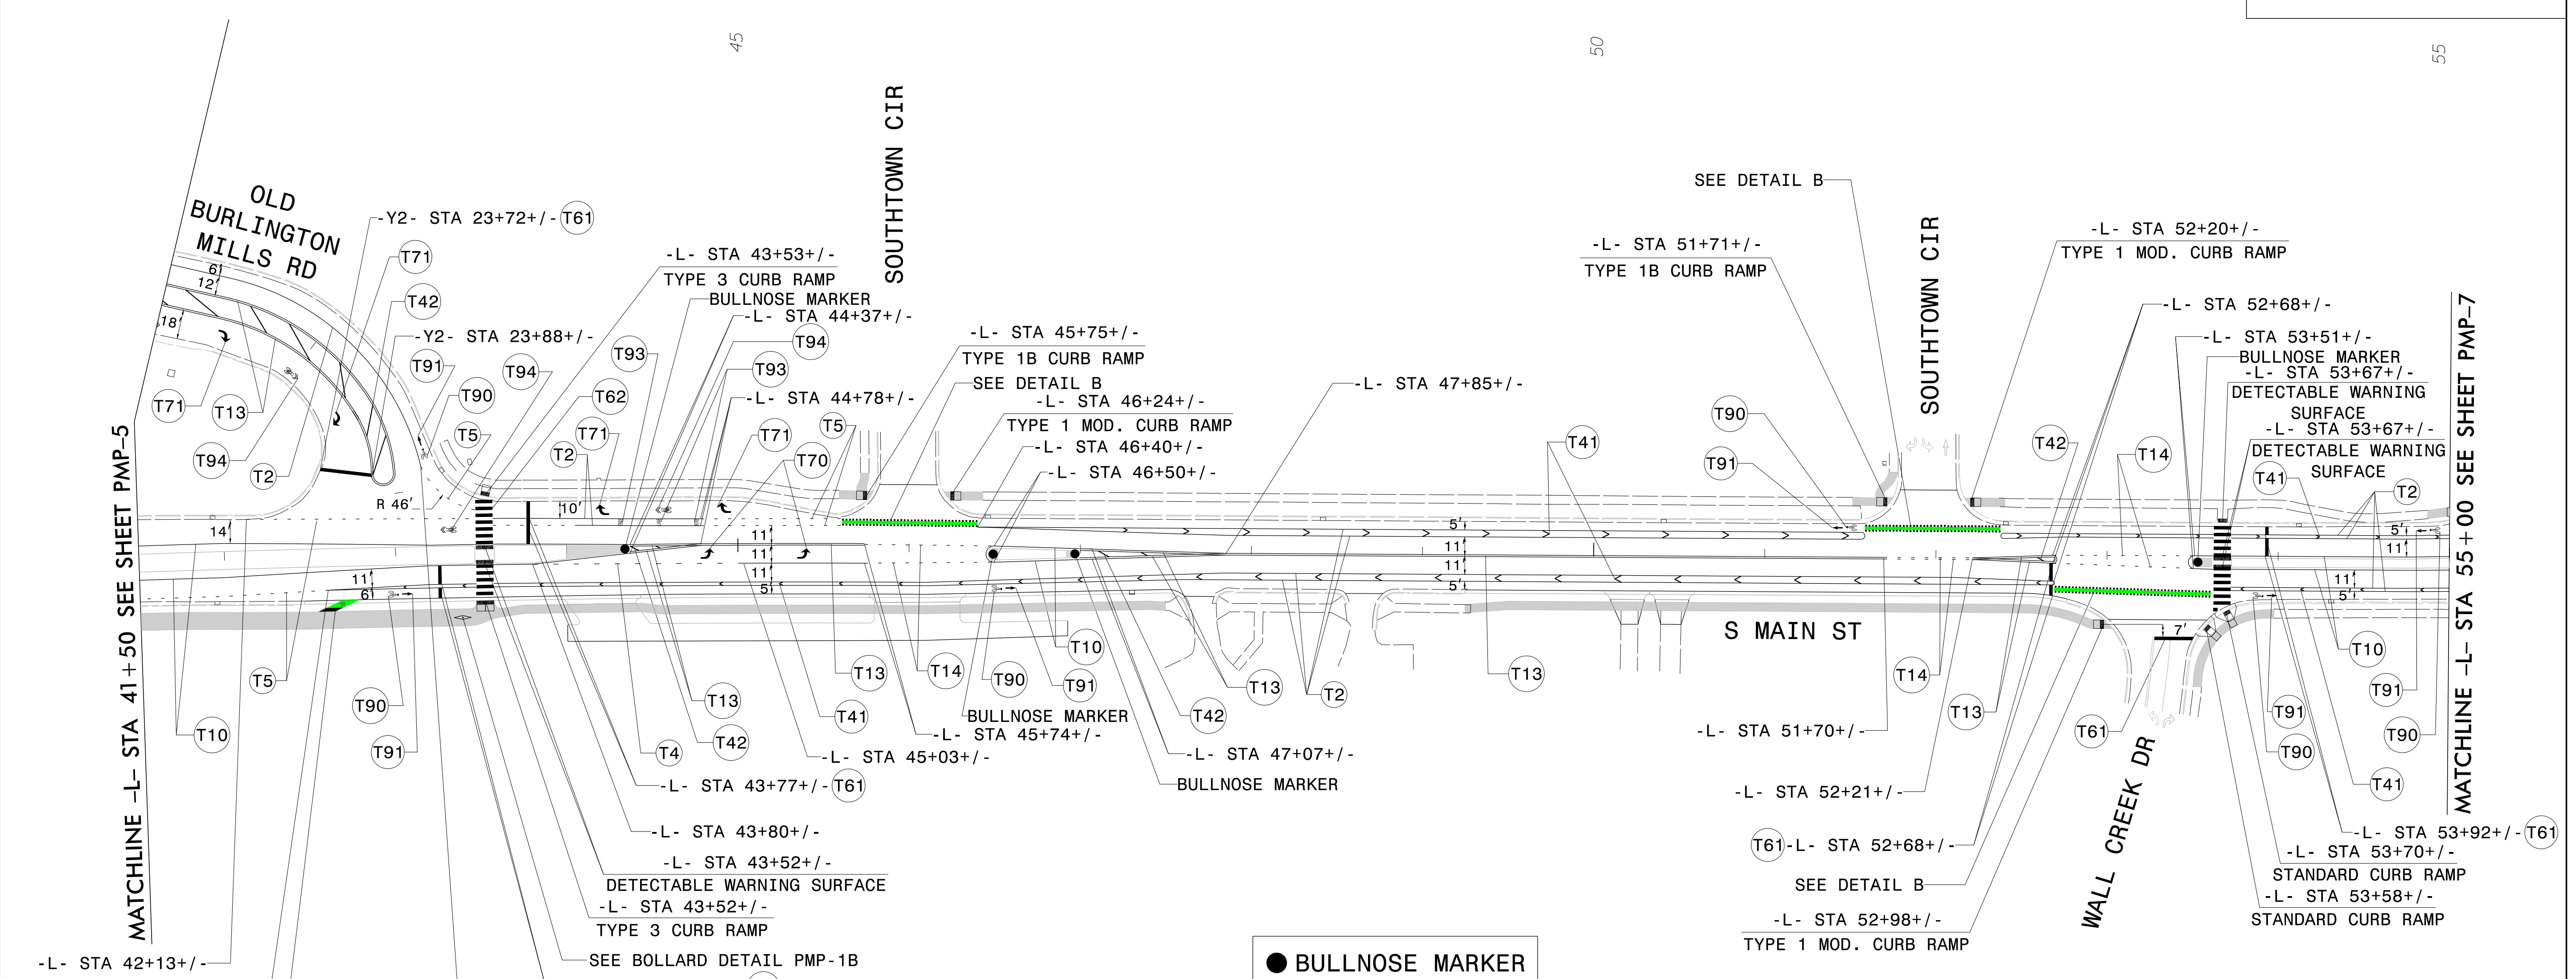 45
50
55
SOUTHTOWN CIR
SEE DETAIL B
OLD
BURLINGTON
MILLS RD
-Y2- STA 23+72+/-
T61
T71
-L- STA 43+53+/-
TYPE 3 CURB RAMP
BULLNOSE MARKER
-L- STA 44+37+/-
T42
-Y2- STA 23+88+/-
T91
T90
T94
T62
T93
T94
T93
-L- STA 44+78+/-
-L- STA 45+75+/-
TYPE 1B CURB RAMP
SEE DETAIL B
-L- STA 46+24+/-
TYPE 1 MOD. CURB RAMP
-L- STA 46+40+/-
-L- STA 46+50+/-
-L- STA 47+85+/-
-L- STA 51+71+/-
TYPE 1B CURB RAMP
SOUTHTOWN CIR
-L- STA 52+20+/-
TYPE 1 MOD. CURB RAMP
-L- STA 52+68+/-
-L- STA 53+51+/-
BULLNOSE MARKER
-L- STA 53+67+/-
DETECTABLE WARNING
SURFACE
-L- STA 53+67+/-
DETECTABLE WARNING
SURFACE
6'
12'
18'
T71
T13
T94
T2
T5
T2
T71
T71
T70
T5
T41
T90
T91
T42
T14
T41
T2
R 46'
14'
10'
11'
11'
11'
5'
11'
6'
5'
11'
11'
5'
5'
11'
11'
5'
7'
MATCHLINE -L- STA 41+50 SEE SHEET PMP-5
MATCHLINE -L- STA 55+00 SEE SHEET PMP-7
S MAIN ST
WALL CREEK DR
T10
T5
T90
T91
T4
T13
T42
T13
T41
T14
T90
T91
T10
T42
T13
T2
T13
T14
T13
T61
T91
T90
T10
T91
T90
T41
BULLNOSE MARKER
-L- STA 45+74+/-
-L- STA 45+03+/-
-L- STA 47+07+/-
BULLNOSE MARKER
-L- STA 43+77+/-
T61
-L- STA 43+80+/-
-L- STA 43+52+/-
DETECTABLE WARNING SURFACE
-L- STA 43+52+/-
TYPE 3 CURB RAMP
SEE BOLLARD DETAIL PMP-1B
-L- STA 42+13+/-
-L- STA 51+70+/-
-L- STA 52+21+/-
T61
-L- STA 52+68+/-
SEE DETAIL B
-L- STA 52+98+/-
TYPE 1 MOD. CURB RAMP
-L- STA 53+92+/-
T61
-L- STA 53+70+/-
STANDARD CURB RAMP
-L- STA 53+58+/-
STANDARD CURB RAMP
BULLNOSE MARKER